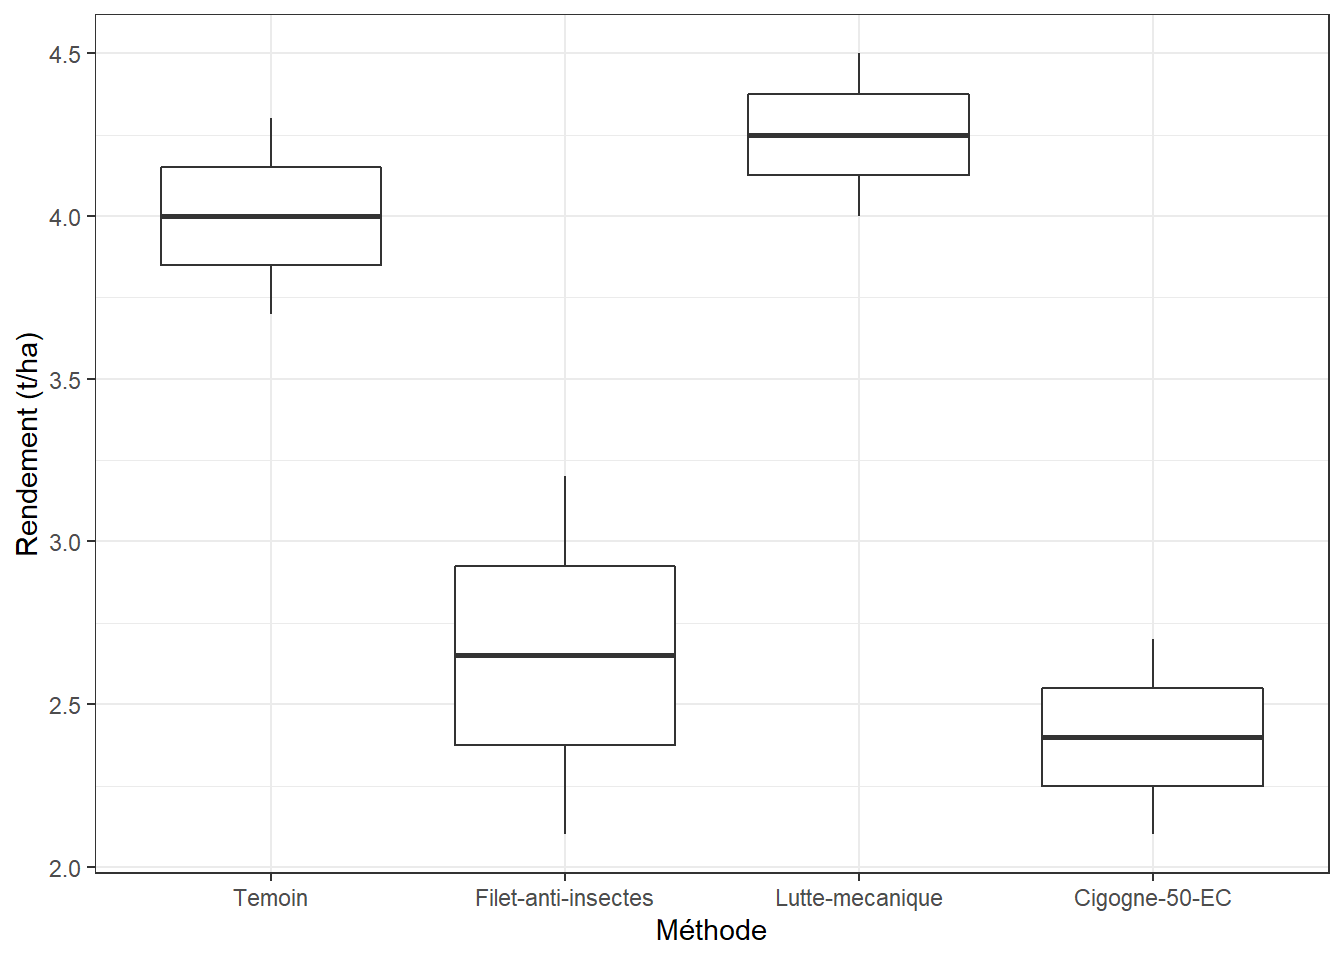 Rendement (t/ha)
4.5
4.0
3.5
3.0
2.5
2.0
Temoin Filet-anti-insectes Lutte-mecanique Cigogne-50-EC
Méthode